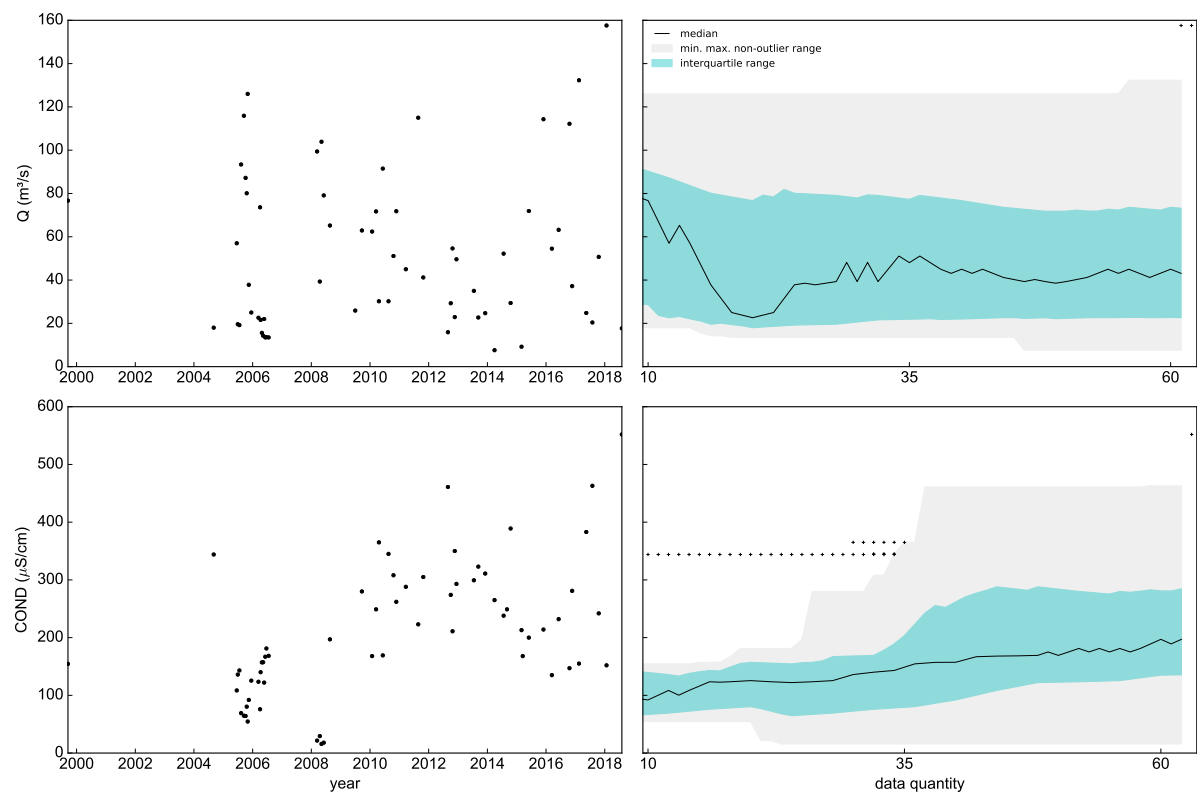 160
140
120
100
80
60
40
20
0
Q (m³/s)
2000 2002 2004 2006 2008 2010 2012 2014 2016 2018
median
min. max. non-outlier range
interquartile range
10 35 60
600
500
400
300
200
100
0
COND (μS/cm)
2000 2002 2004 2006 2008 2010 2012 2014 2016 2018
year
10 35 60
data quantity